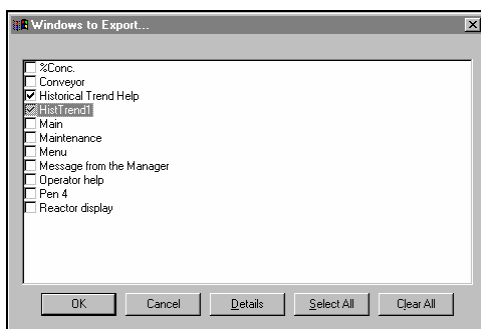 Windows to Export...
%Conc.
Conveyor
Historical Trend Help
HistTrend1
Main
Maintenance
Menu
Message from the Manager
Operator help
Pen 4
Reactor display
OK Cancel Details Select All Clear All